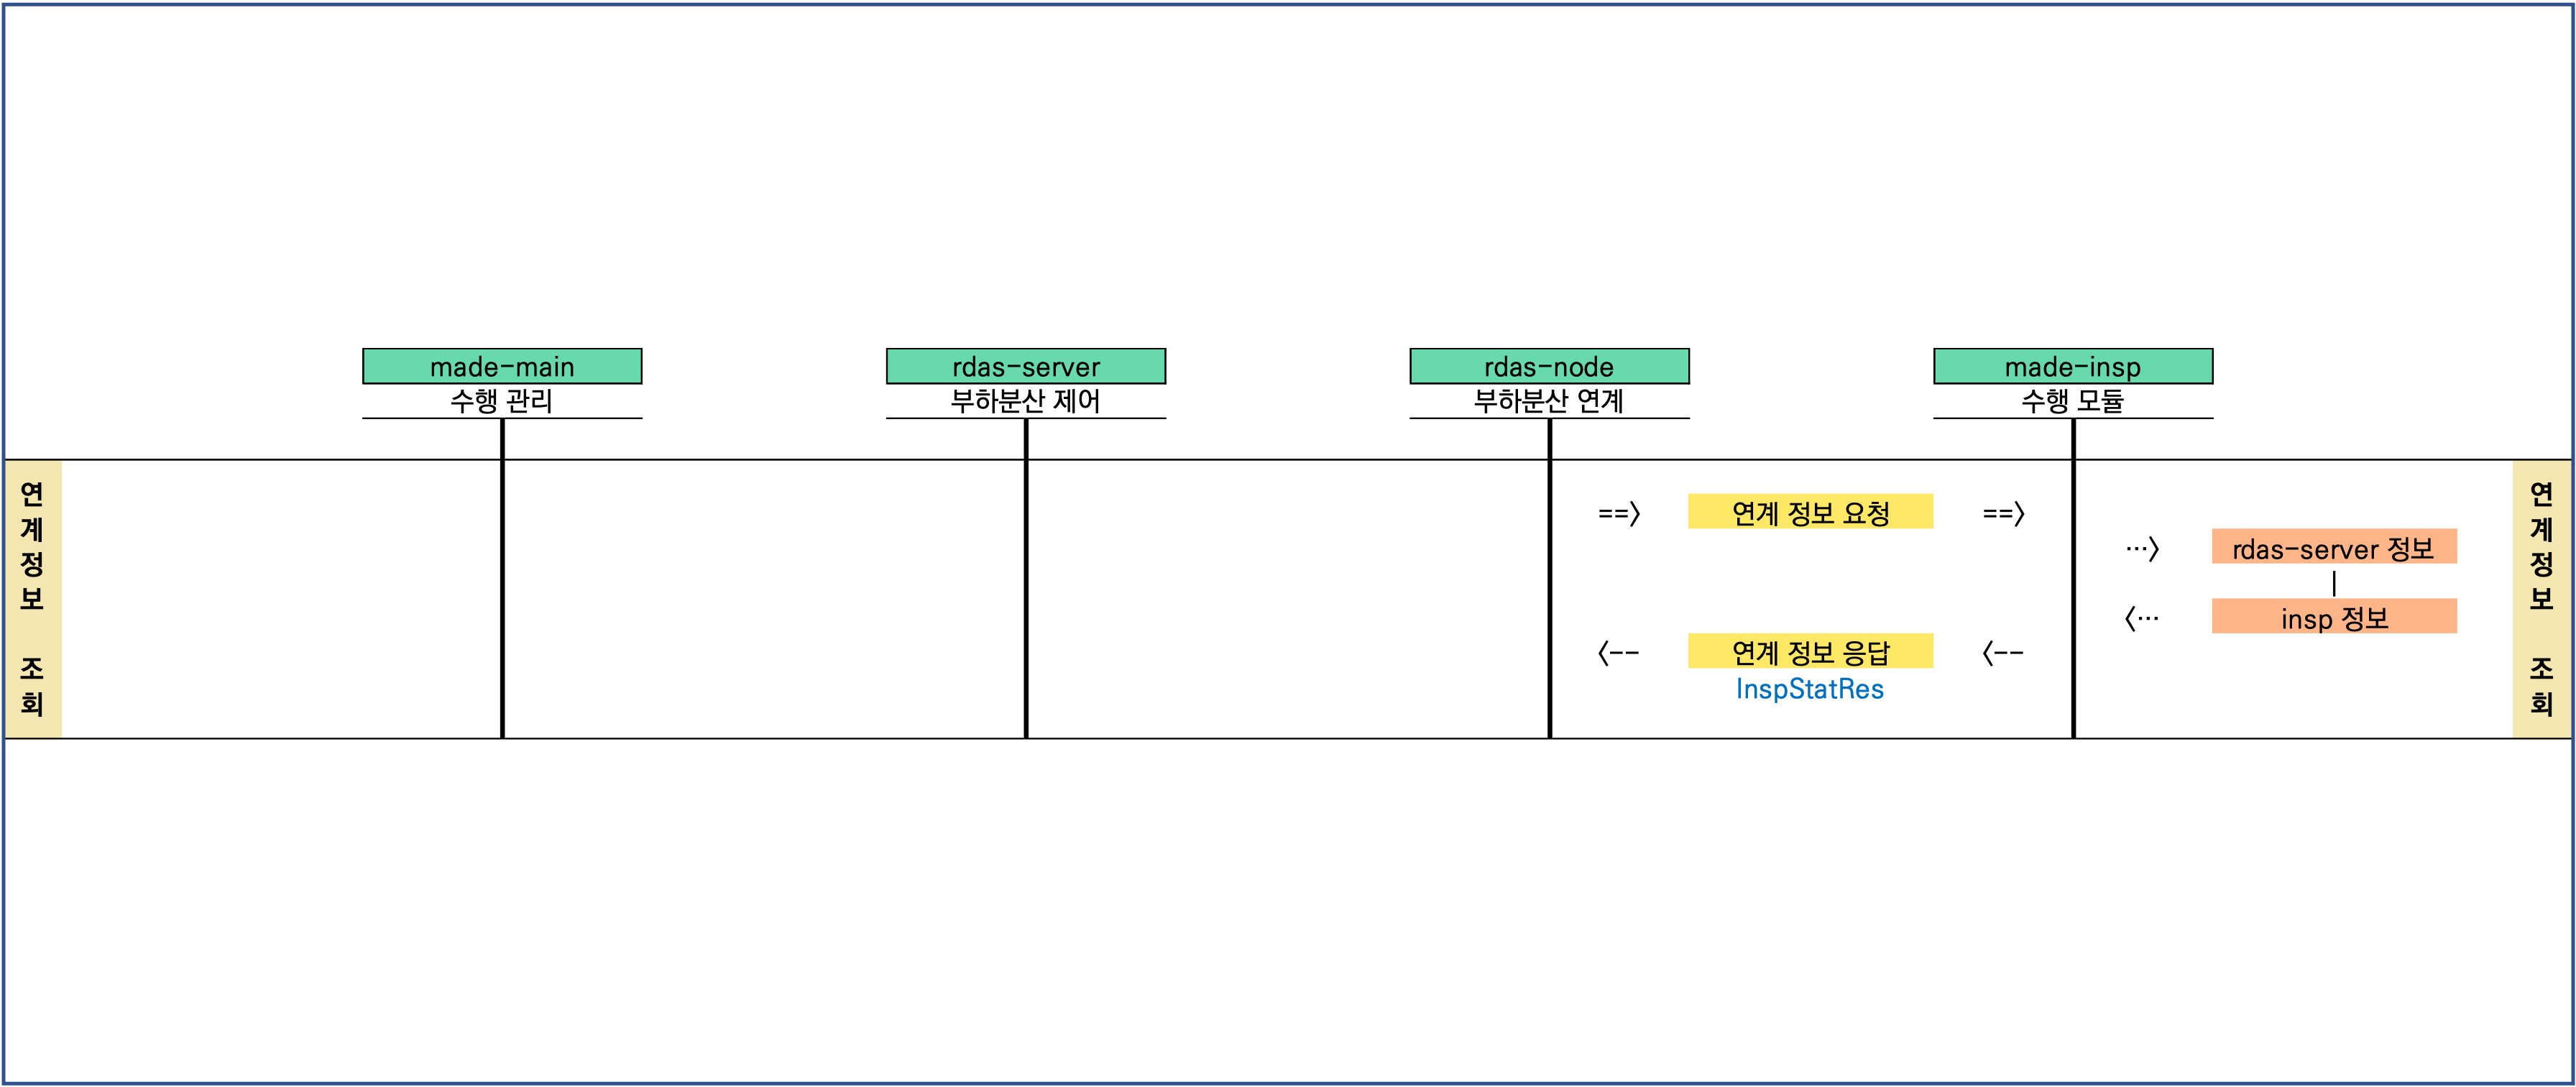 made-main
수행 관리
rdas-server
부하분산 제어
rdas-node
부하분산 연계
made-insp
수행 모듈
연계정보 조회
==〉 연계 정보 요청 ==〉
…〉 rdas-server 정보
〈… insp 정보
〈-- 연계 정보 응답 〈--
InspStatRes
연계정보 조회